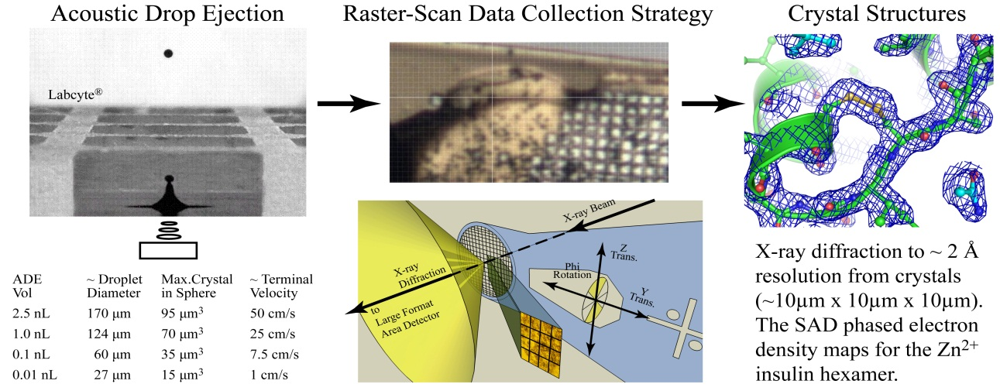 Acoustic Drop Ejection
Raster-Scan Data Collection Strategy
Crystal Structures
Labcyte®
ADE Vol
~ Droplet Diameter
Max.Crystal in Sphere
~ Terminal Velocity
2.5 nL 170 μm 95 μm³ 50 cm/s
1.0 nL 124 μm 70 μm³ 25 cm/s
0.1 nL 60 μm 35 μm³ 7.5 cm/s
0.01 nL 27 μm 15 μm³ 1 cm/s
X-ray Beam
Z
Trans.
Phi
Rotation
Y
Trans.
X-ray
Diffraction
to
Large Format
Area Detector
X-ray diffraction to ~ 2 Å
resolution from crystals
(~10μm x 10μm x 10μm).
The SAD phased electron
density maps for the Zn²⁺
insulin hexamer.